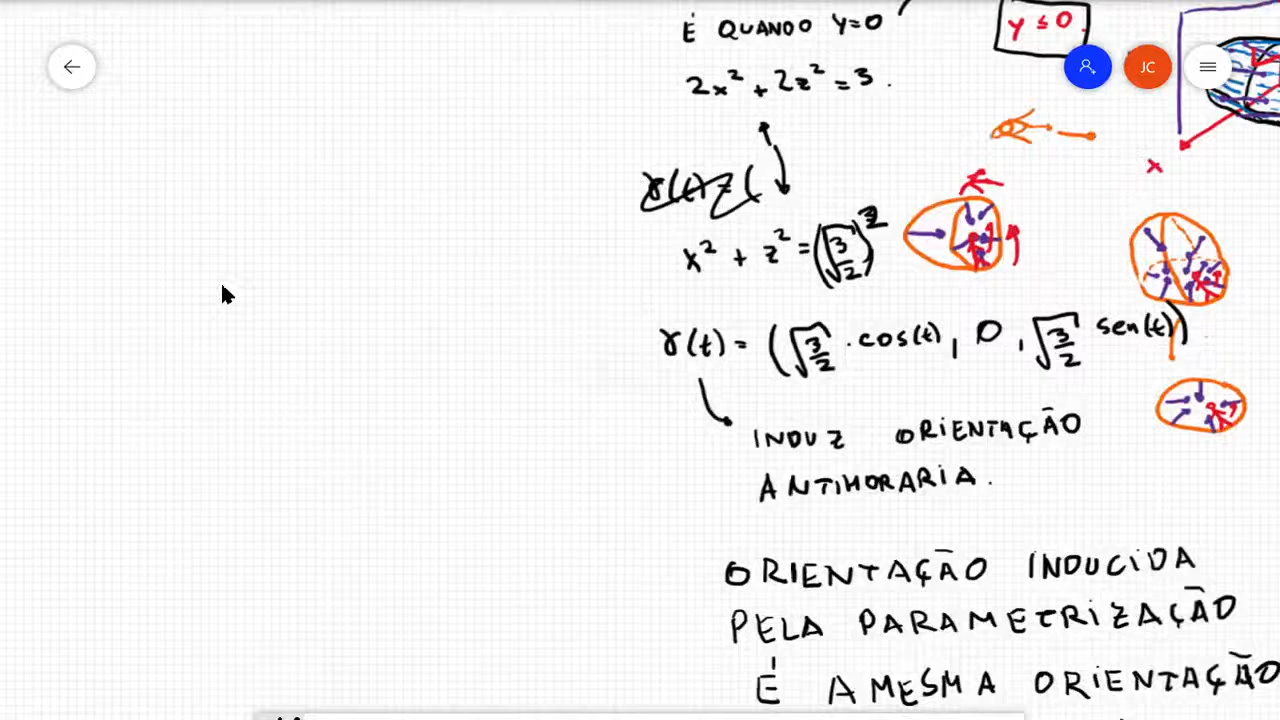 É QUANDO Y=0
y ≤ 0.
2x² + 2z² = 3.
JC
x
x² + z² = (√3/2)²
γ(t) = (√3/2 · cos(t), 0, √3/2 sen(t))
INDUZ ORIENTAÇÃO
ANTIHORARIA.
ORIENTAÇÃO INDUCIDA
PELA PARAMETRIZAÇÃO
É A MESMA ORIENTAÇÃO